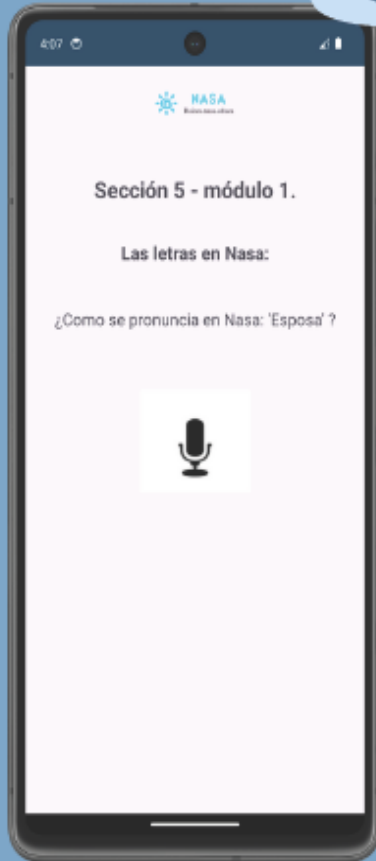 4:07
NASA
Sección 5 - módulo 1.
Las letras en Nasa:
¿Como se pronuncia en Nasa: 'Esposa' ?